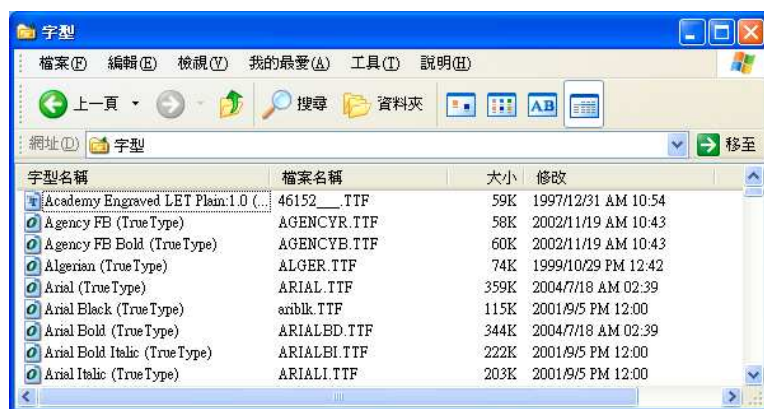 字型
檔案(F) 編輯(E) 檢視(V) 我的最愛(A) 工具(T) 說明(H)
上一頁 搜尋 資料夾 AB
網址(D) 字型 移至
字型名稱 檔案名稱 大小 修改
Academy Engraved LET Plain:1.0 (... 46152___.TTF 59K 1997/12/31 AM 10:54
Agency FB (TrueType) AGENCYR.TTF 58K 2002/11/19 AM 10:43
Agency FB Bold (TrueType) AGENCYB.TTF 60K 2002/11/19 AM 10:43
Algerian (TrueType) ALGER.TTF 74K 1999/10/29 PM 12:42
Arial (TrueType) ARIAL.TTF 359K 2004/7/18 AM 02:39
Arial Black (TrueType) ariblk.TTF 115K 2001/9/5 PM 12:00
Arial Bold (TrueType) ARIALBD.TTF 344K 2004/7/18 AM 02:39
Arial Bold Italic (TrueType) ARIALBI.TTF 222K 2001/9/5 PM 12:00
Arial Italic (TrueType) ARIALI.TTF 203K 2001/9/5 PM 12:00